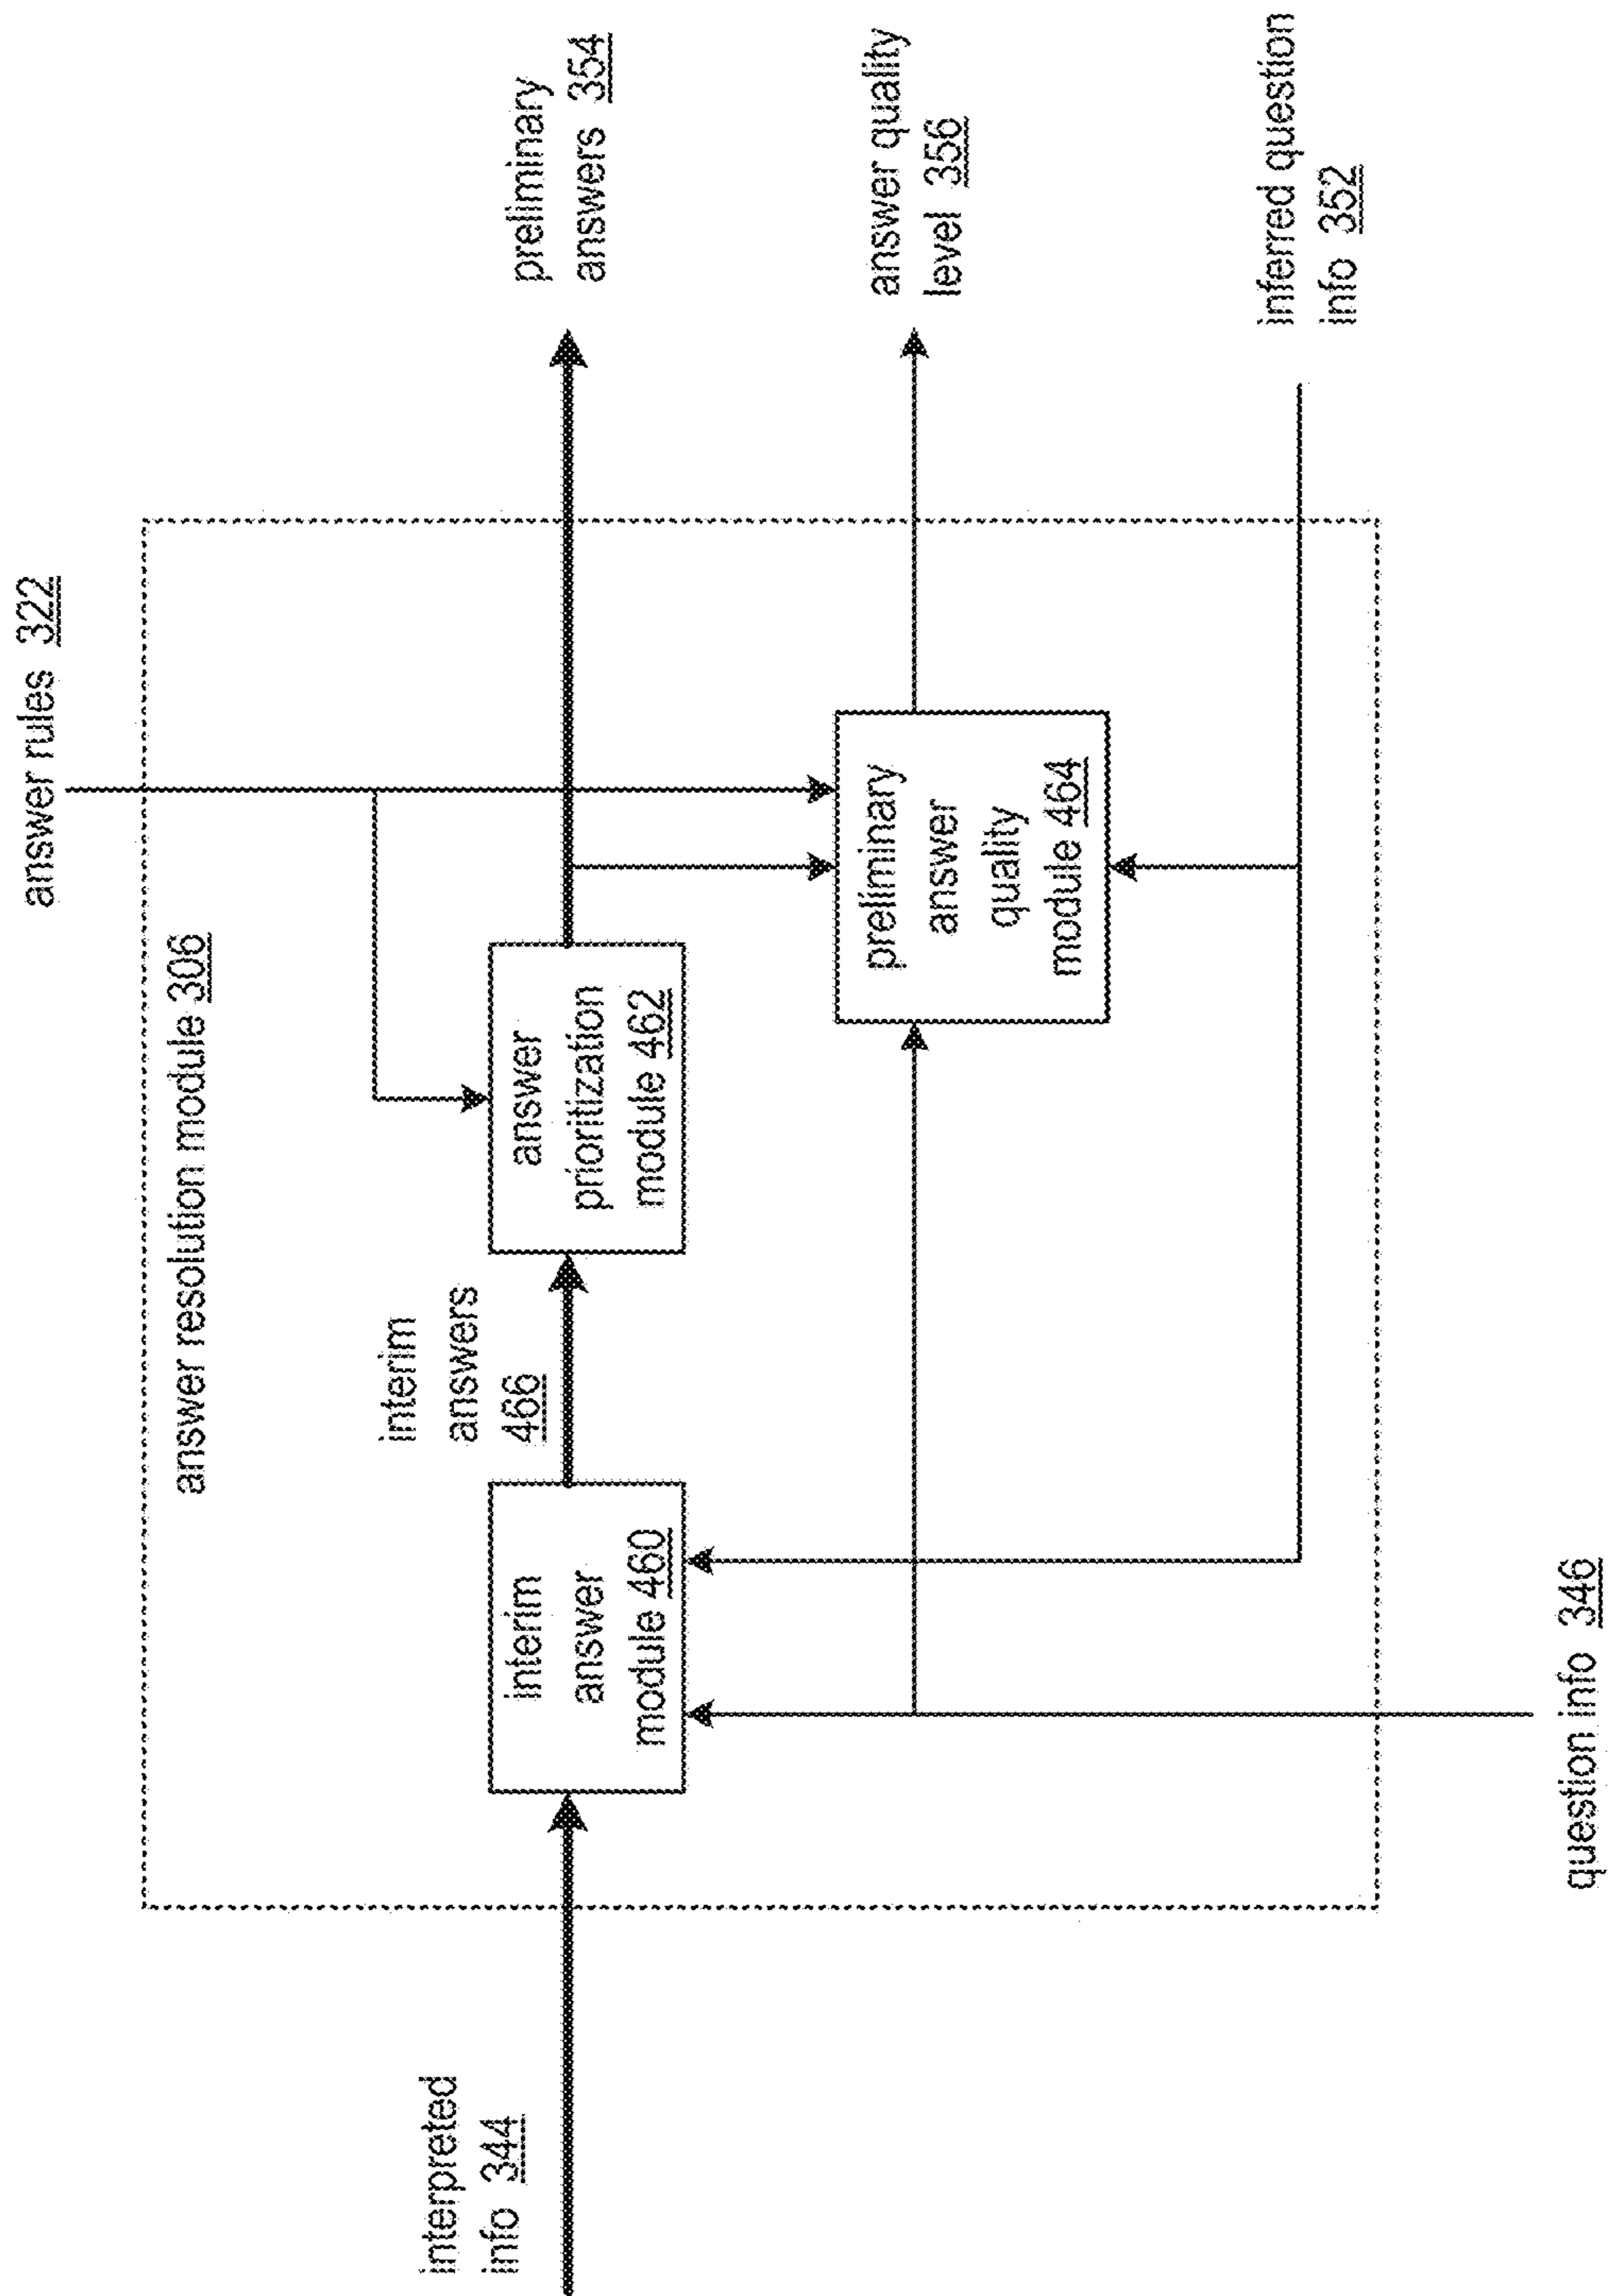 answer rules 322
answer resolution module 306
interpreted
info 344
interim
answer
module 460
interim
answers
466
answer
prioritization
module 462
preliminary
answers 354
preliminary
answer
quality
module 464
answer quality
level 356
inferred question
info 352
question info 346